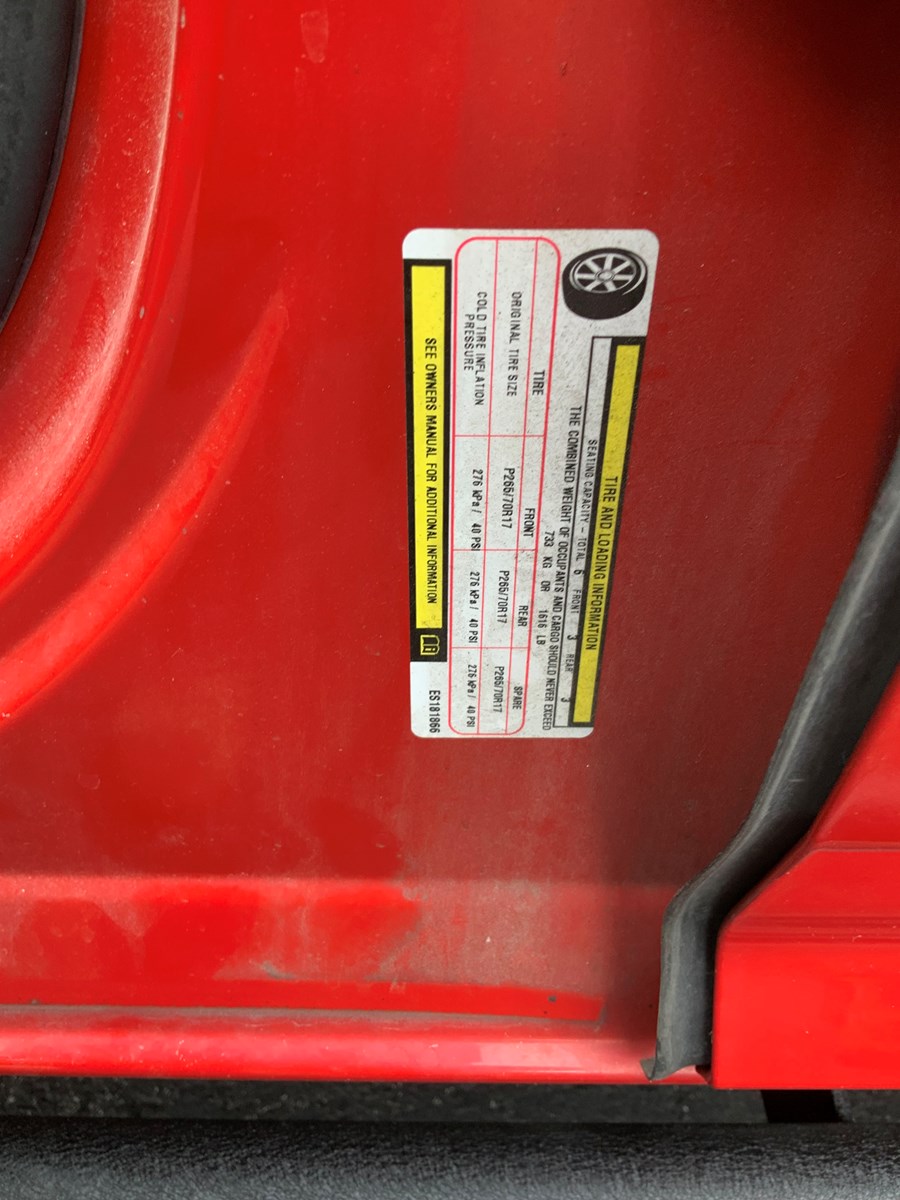 TIRE AND LOADING INFORMATION
SEATING CAPACITY – TOTAL 6 FRONT 3 REAR 3
THE COMBINED WEIGHT OF OCCUPANTS AND CARGO SHOULD NEVER EXCEED
733 KG OR 1616 LB
TIRE FRONT REAR SPARE
ORIGINAL TIRE SIZE P265/70R17 P265/70R17 P265/70R17
COLD TIRE INFLATION
PRESSURE 276 kPa / 40 PSI 276 kPa / 40 PSI 276 kPa / 40 PSI
SEE OWNERS MANUAL FOR ADDITIONAL INFORMATION
ES181866